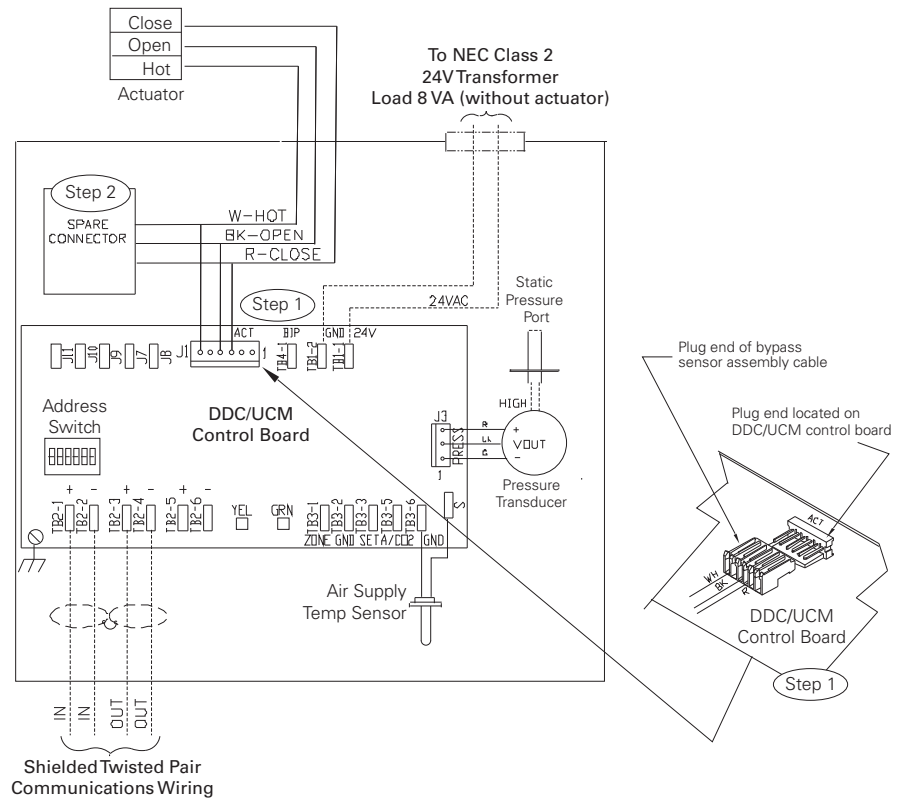 Close
Open
Hot
Actuator
To NEC Class 2
24V Transformer
Load 8 VA (without actuator)
Step 2
SPARE
CONNECTOR
W-HOT
BK-OPEN
R-CLOSE
Step 1
24VAC
Static
Pressure
Port
ACT BIP GND 24V
J11
J10
J9
J7
J8
J1
1
TB4-1
TB1-2
TB1-1
Plug end of bypass
sensor assembly cable
Plug end located on
DDC/UCM control board
Address
Switch
DDC/UCM
Control Board
HIGH
J3
PRESS
1
+
VOUT
-
Pressure
Transducer
ACT
WH
BK
R
DDC/UCM
Control Board
Step 1
+ - + - + -
TB2-1
TB2-2
TB2-3
TB2-4
TB2-5
TB2-6
YEL
GRN
TB3-1
TB3-2
TB3-3
TB3-5
TB3-6
S
ZONE GND SET A/CO2 GND
Air Supply
Temp Sensor
IN
IN
OUT
OUT
Shielded Twisted Pair
Communications Wiring